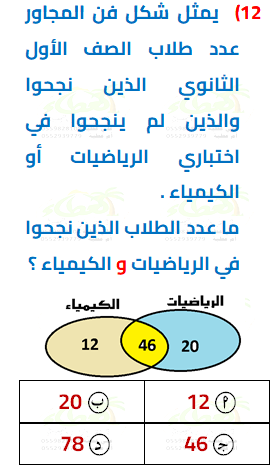 12) يمثل شكل فن المجاور
عدد طلاب الصف الأول
الثانوي الذين نجحوا
والذين لم ينجحوا في
اختباري الرياضيات أو
الكيمياء .
ما عدد الطلاب الذين نجحوا
في الرياضيات و الكيمياء ؟
الرياضيات الكيمياء
20 46 12
أ 12 ب 20
ج 46 د 78